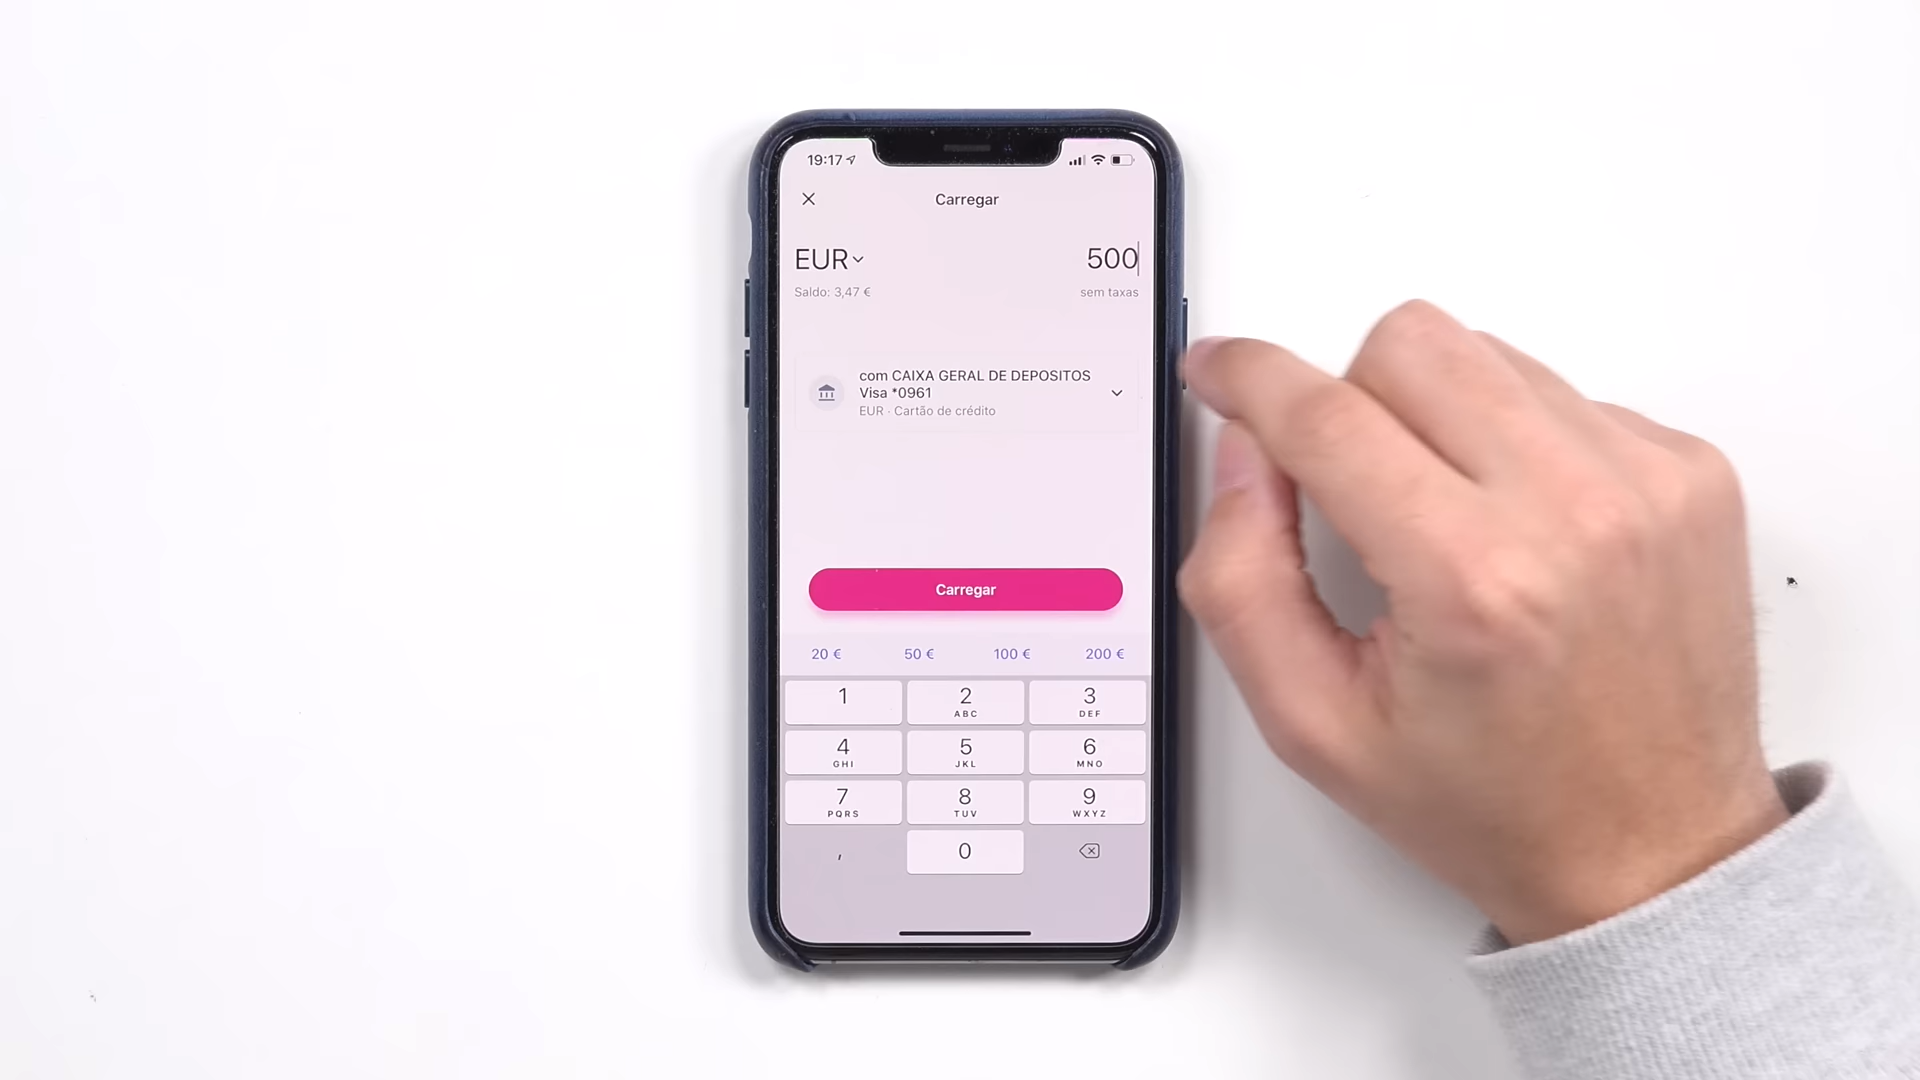 19:17
Carregar
EUR 500
Saldo: 3,47 € sem taxas
com CAIXA GERAL DE DEPOSITOS
Visa *0961
EUR · Cartão de crédito
Carregar
20 € 50 € 100 € 200 €
1 2 3
ABC DEF
4 5 6
GHI JKL MNO
7 8 9
PQRS TUV WXYZ
, 0